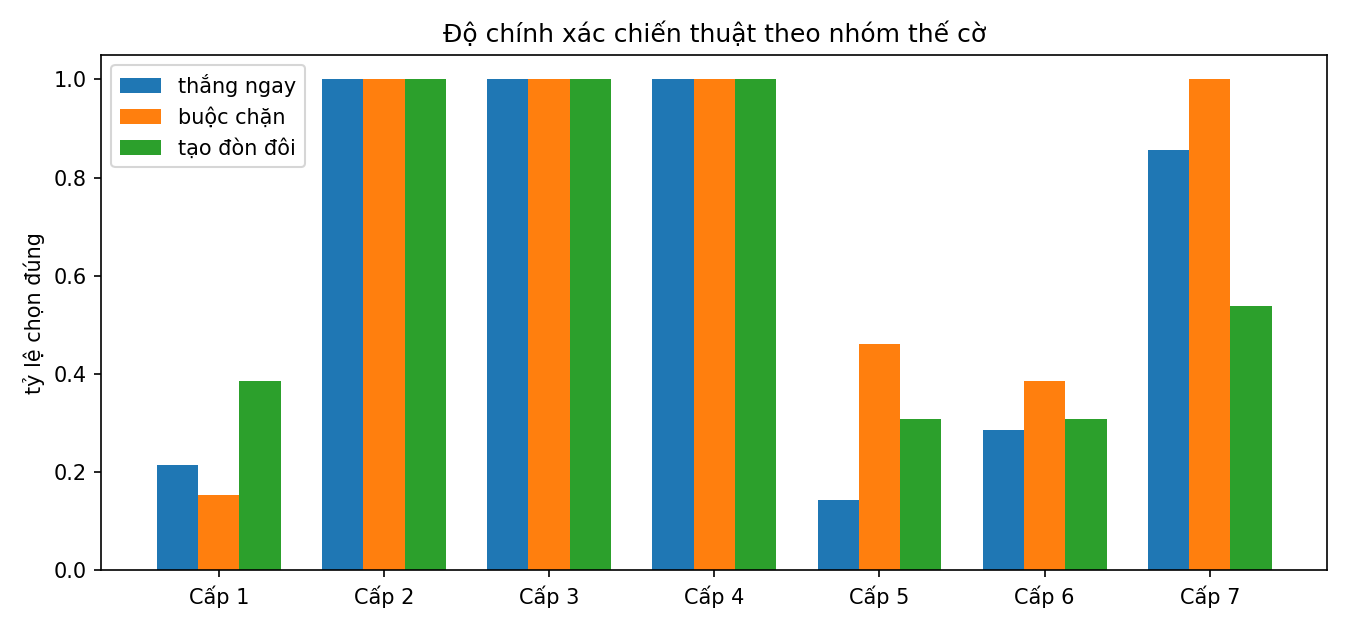 Độ chính xác chiến thuật theo nhóm thế cờ
thắng ngay
buộc chặn
tạo đòn đôi
tỷ lệ chọn đúng
1.0
0.8
0.6
0.4
0.2
0.0
Cấp 1 Cấp 2 Cấp 3 Cấp 4 Cấp 5 Cấp 6 Cấp 7